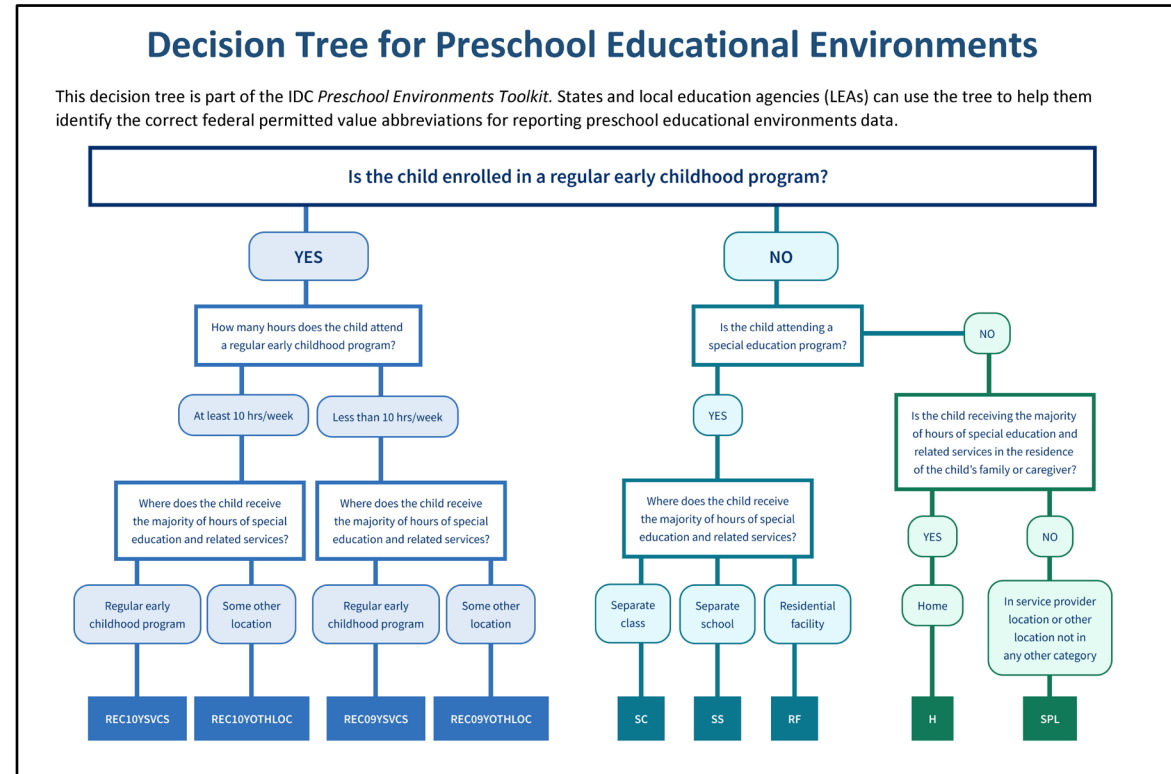 Decision Tree for Preschool Educational Environments
This decision tree is part of the IDC Preschool Environments Toolkit. States and local education agencies (LEAs) can use the tree to help them
identify the correct federal permitted value abbreviations for reporting preschool educational environments data.
Is the child enrolled in a regular early childhood program?
YES
NO
How many hours does the child attend
a regular early childhood program?
Is the child attending a
special education program?
NO
At least 10 hrs/week
Less than 10 hrs/week
YES
Is the child receiving the majority
of hours of special education and
related services in the residence
of the child's family or caregiver?
Where does the child receive
the majority of hours of special
education and related services?
Where does the child receive
the majority of hours of special
education and related services?
Where does the child receive
the majority of hours of special
education and related services?
YES
NO
Regular early
childhood program
Some other
location
Regular early
childhood program
Some other
location
Separate
class
Separate
school
Residential
facility
Home
In service provider
location or other
location not in
any other category
REC10YSVCS
REC10YOTHLOC
REC09YSVCS
REC09YOTHLOC
SC
SS
RF
H
SPL